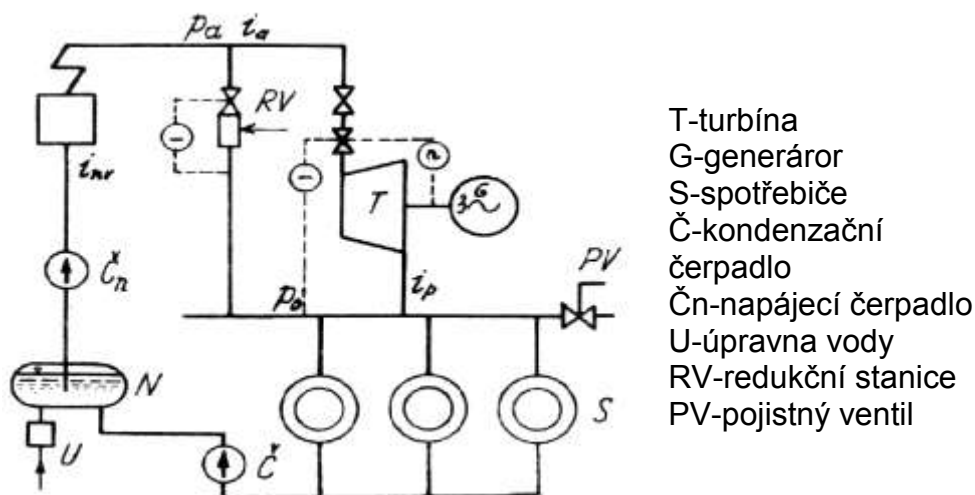 pa ia
RV
inv
n
T
3 G
Čn
PV
po ip
N
S
U
Č
T-turbína
G-generáror
S-spotřebiče
Č-kondenzační
čerpadlo
Čn-napájecí čerpadlo
U-úpravna vody
RV-redukční stanice
PV-pojistný ventil